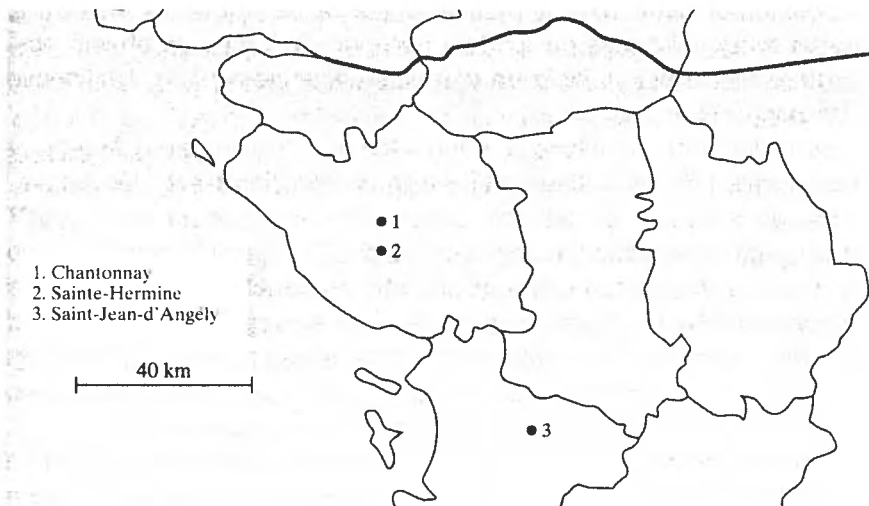 1
2
1. Chantonnay
2. Sainte-Hermine
3. Saint-Jean-d'Angély
40 km
3